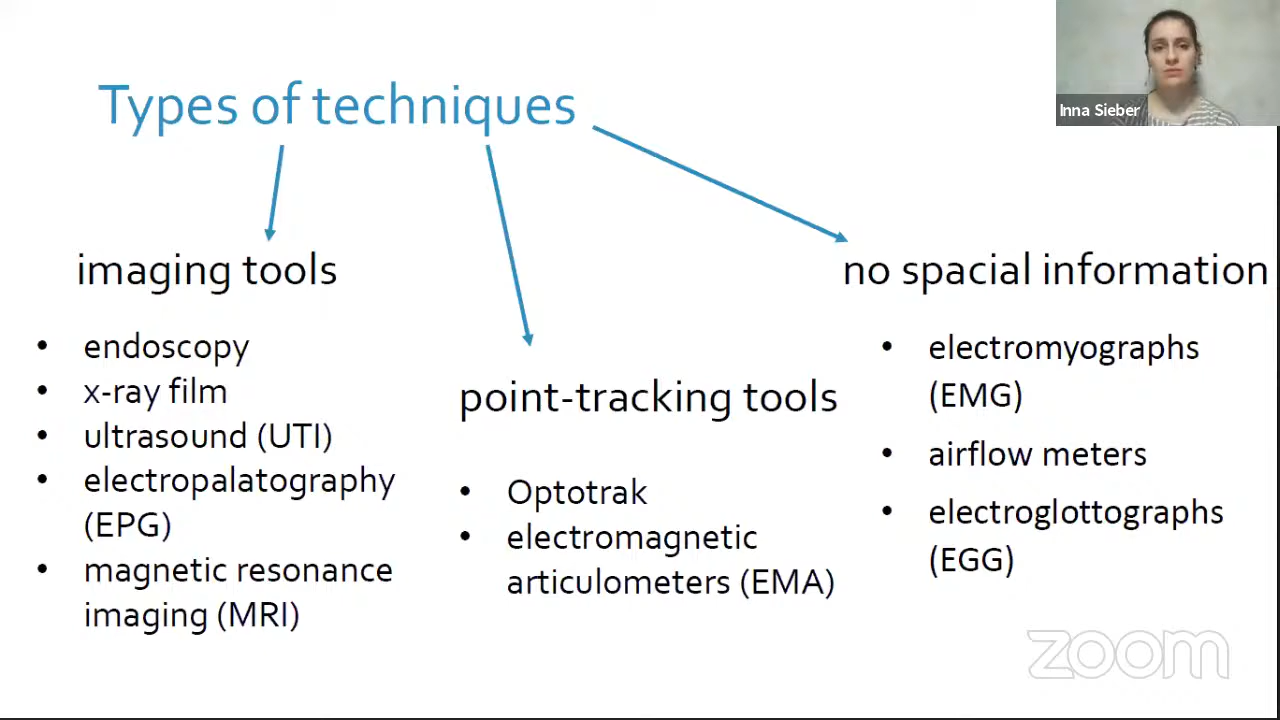 Types of techniques
Inna Sieber
imaging tools
• endoscopy
• x-ray film
• ultrasound (UTI)
• electropalatography
(EPG)
• magnetic resonance
imaging (MRI)
point-tracking tools
• Optotrak
• electromagnetic
articulometers (EMA)
no spacial information
• electromyographs
(EMG)
• airflow meters
• electroglottographs
(EGG)
zoom